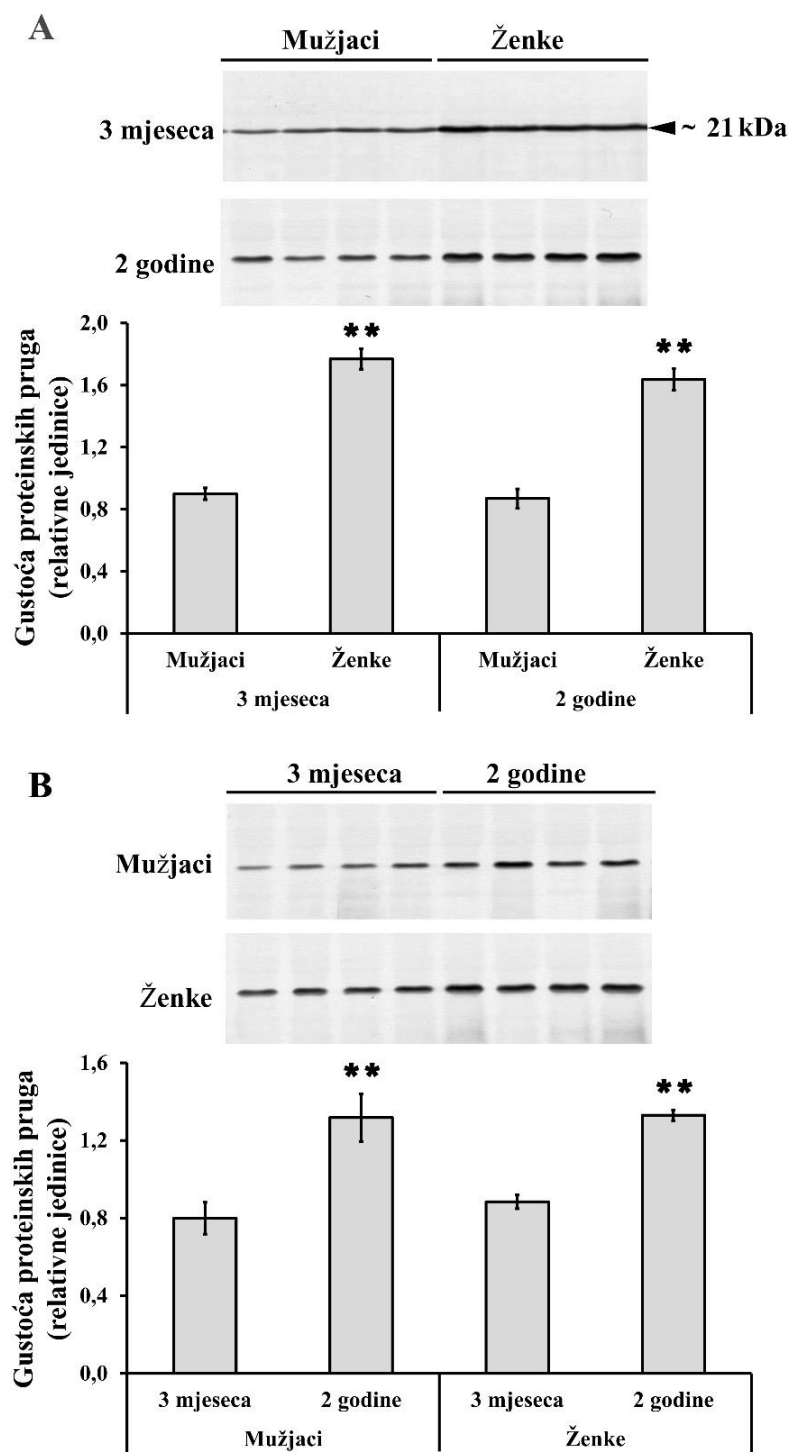 A
Mužjaci Ženke
3 mjeseca
~ 21 kDa
2 godine
Gustoća proteinskih pruga
(relativne jedinice)
2,0
1,6
1,2
0,8
0,4
0,0
** **
Mužjaci Ženke Mužjaci Ženke
3 mjeseca 2 godine
B
3 mjeseca 2 godine
Mužjaci
Ženke
Gustoća proteinskih pruga
(relativne jedinice)
1,6
1,2
0,8
0,4
0,0
** **
3 mjeseca 2 godine 3 mjeseca 2 godine
Mužjaci Ženke